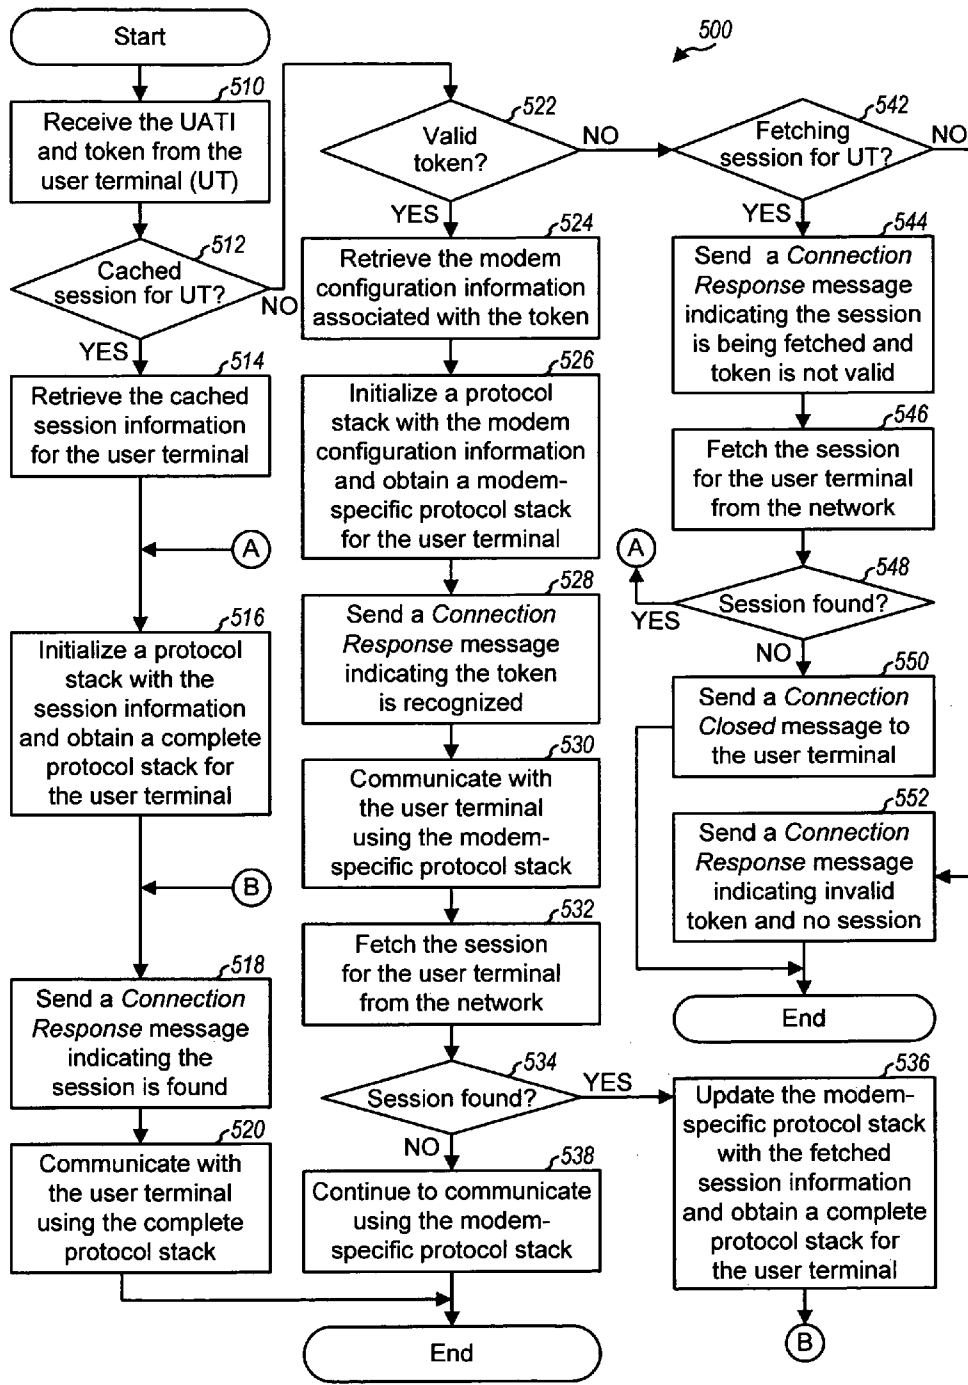 Start
500
510
Receive the UATI
and token from the
user terminal (UT)
512
Cached
session for UT?
NO
YES
514
Retrieve the cached
session information
for the user terminal
A
516
Initialize a protocol
stack with the
session information
and obtain a complete
protocol stack for
the user terminal
B
518
Send a Connection
Response message
indicating the
session is found
520
Communicate with
the user terminal
using the complete
protocol stack
522
Valid
token?
NO
YES
524
Retrieve the modem
configuration information
associated with the token
526
Initialize a protocol
stack with the modem
configuration information
and obtain a modem-
specific protocol stack
for the user terminal
528
Send a Connection
Response message
indicating the token
is recognized
530
Communicate with
the user terminal
using the modem-
specific protocol stack
532
Fetch the session
for the user terminal
from the network
534
Session found?
YES
NO
538
Continue to communicate
using the modem-
specific protocol stack
End
542
Fetching
session for UT?
NO
YES
544
Send a Connection
Response message
indicating the session
is being fetched and
token is not valid
546
Fetch the session
for the user terminal
from the network
A
548
Session found?
YES
NO
550
Send a Connection
Closed message to
the user terminal
552
Send a Connection
Response message
indicating invalid
token and no session
End
536
Update the modem-
specific protocol stack
with the fetched
session information
and obtain a complete
protocol stack for
the user terminal
B